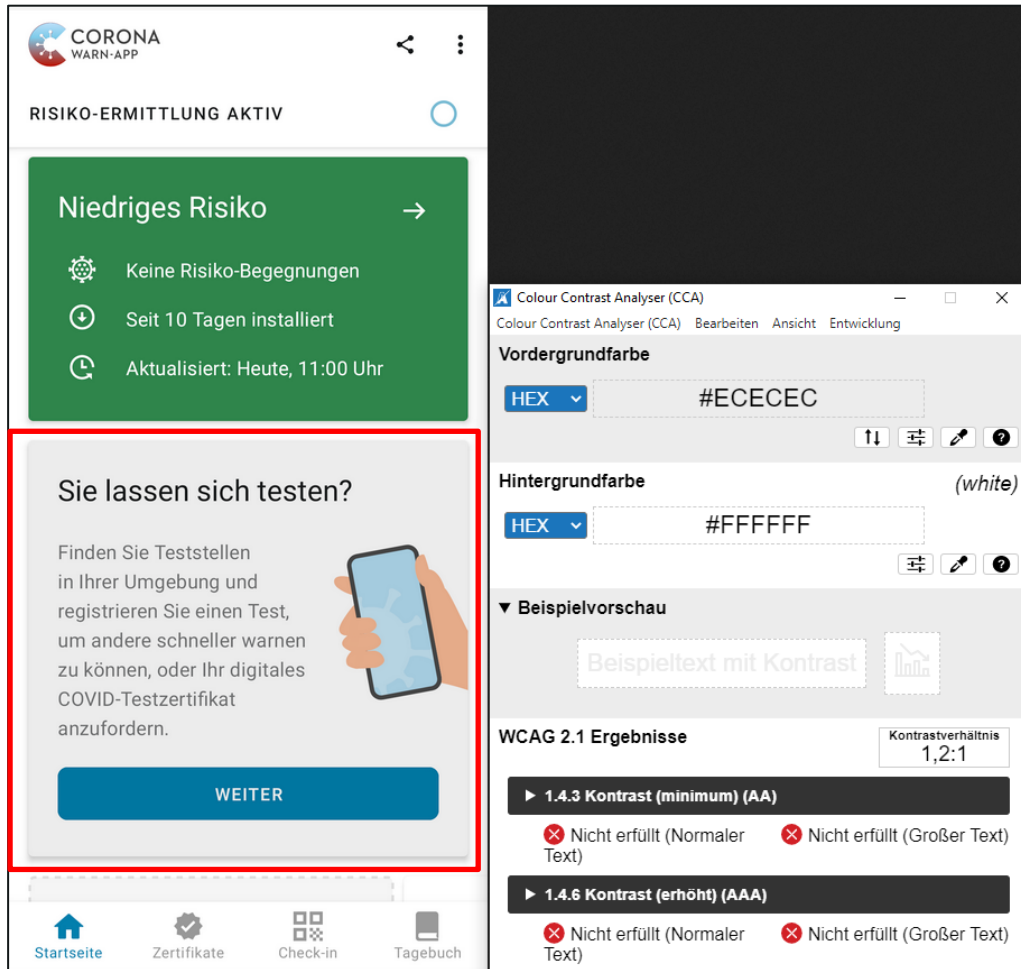 CORONA
WARN-APP
RISIKO-ERMITTLUNG AKTIV
Niedriges Risiko
Keine Risiko-Begegnungen
Seit 10 Tagen installiert
Aktualisiert: Heute, 11:00 Uhr
Sie lassen sich testen?
Finden Sie Teststellen
in Ihrer Umgebung und
registrieren Sie einen Test,
um andere schneller warnen
zu können, oder Ihr digitales
COVID-Testzertifikat
anzufordern.
WEITER
Startseite Zertifikate Check-in Tagebuch
Colour Contrast Analyser (CCA)
Colour Contrast Analyser (CCA) Bearbeiten Ansicht Entwicklung
Vordergrundfarbe
HEX #ECECEC
Hintergrundfarbe (white)
HEX #FFFFFF
▼ Beispielvorschau
Beispieltext mit Kontrast
WCAG 2.1 Ergebnisse
Kontrastverhältnis
1,2:1
1.4.3 Kontrast (minimum) (AA)
Nicht erfüllt (Normaler Nicht erfüllt (Großer Text)
Text)
1.4.6 Kontrast (erhöht) (AAA)
Nicht erfüllt (Normaler Nicht erfüllt (Großer Text)
Text)